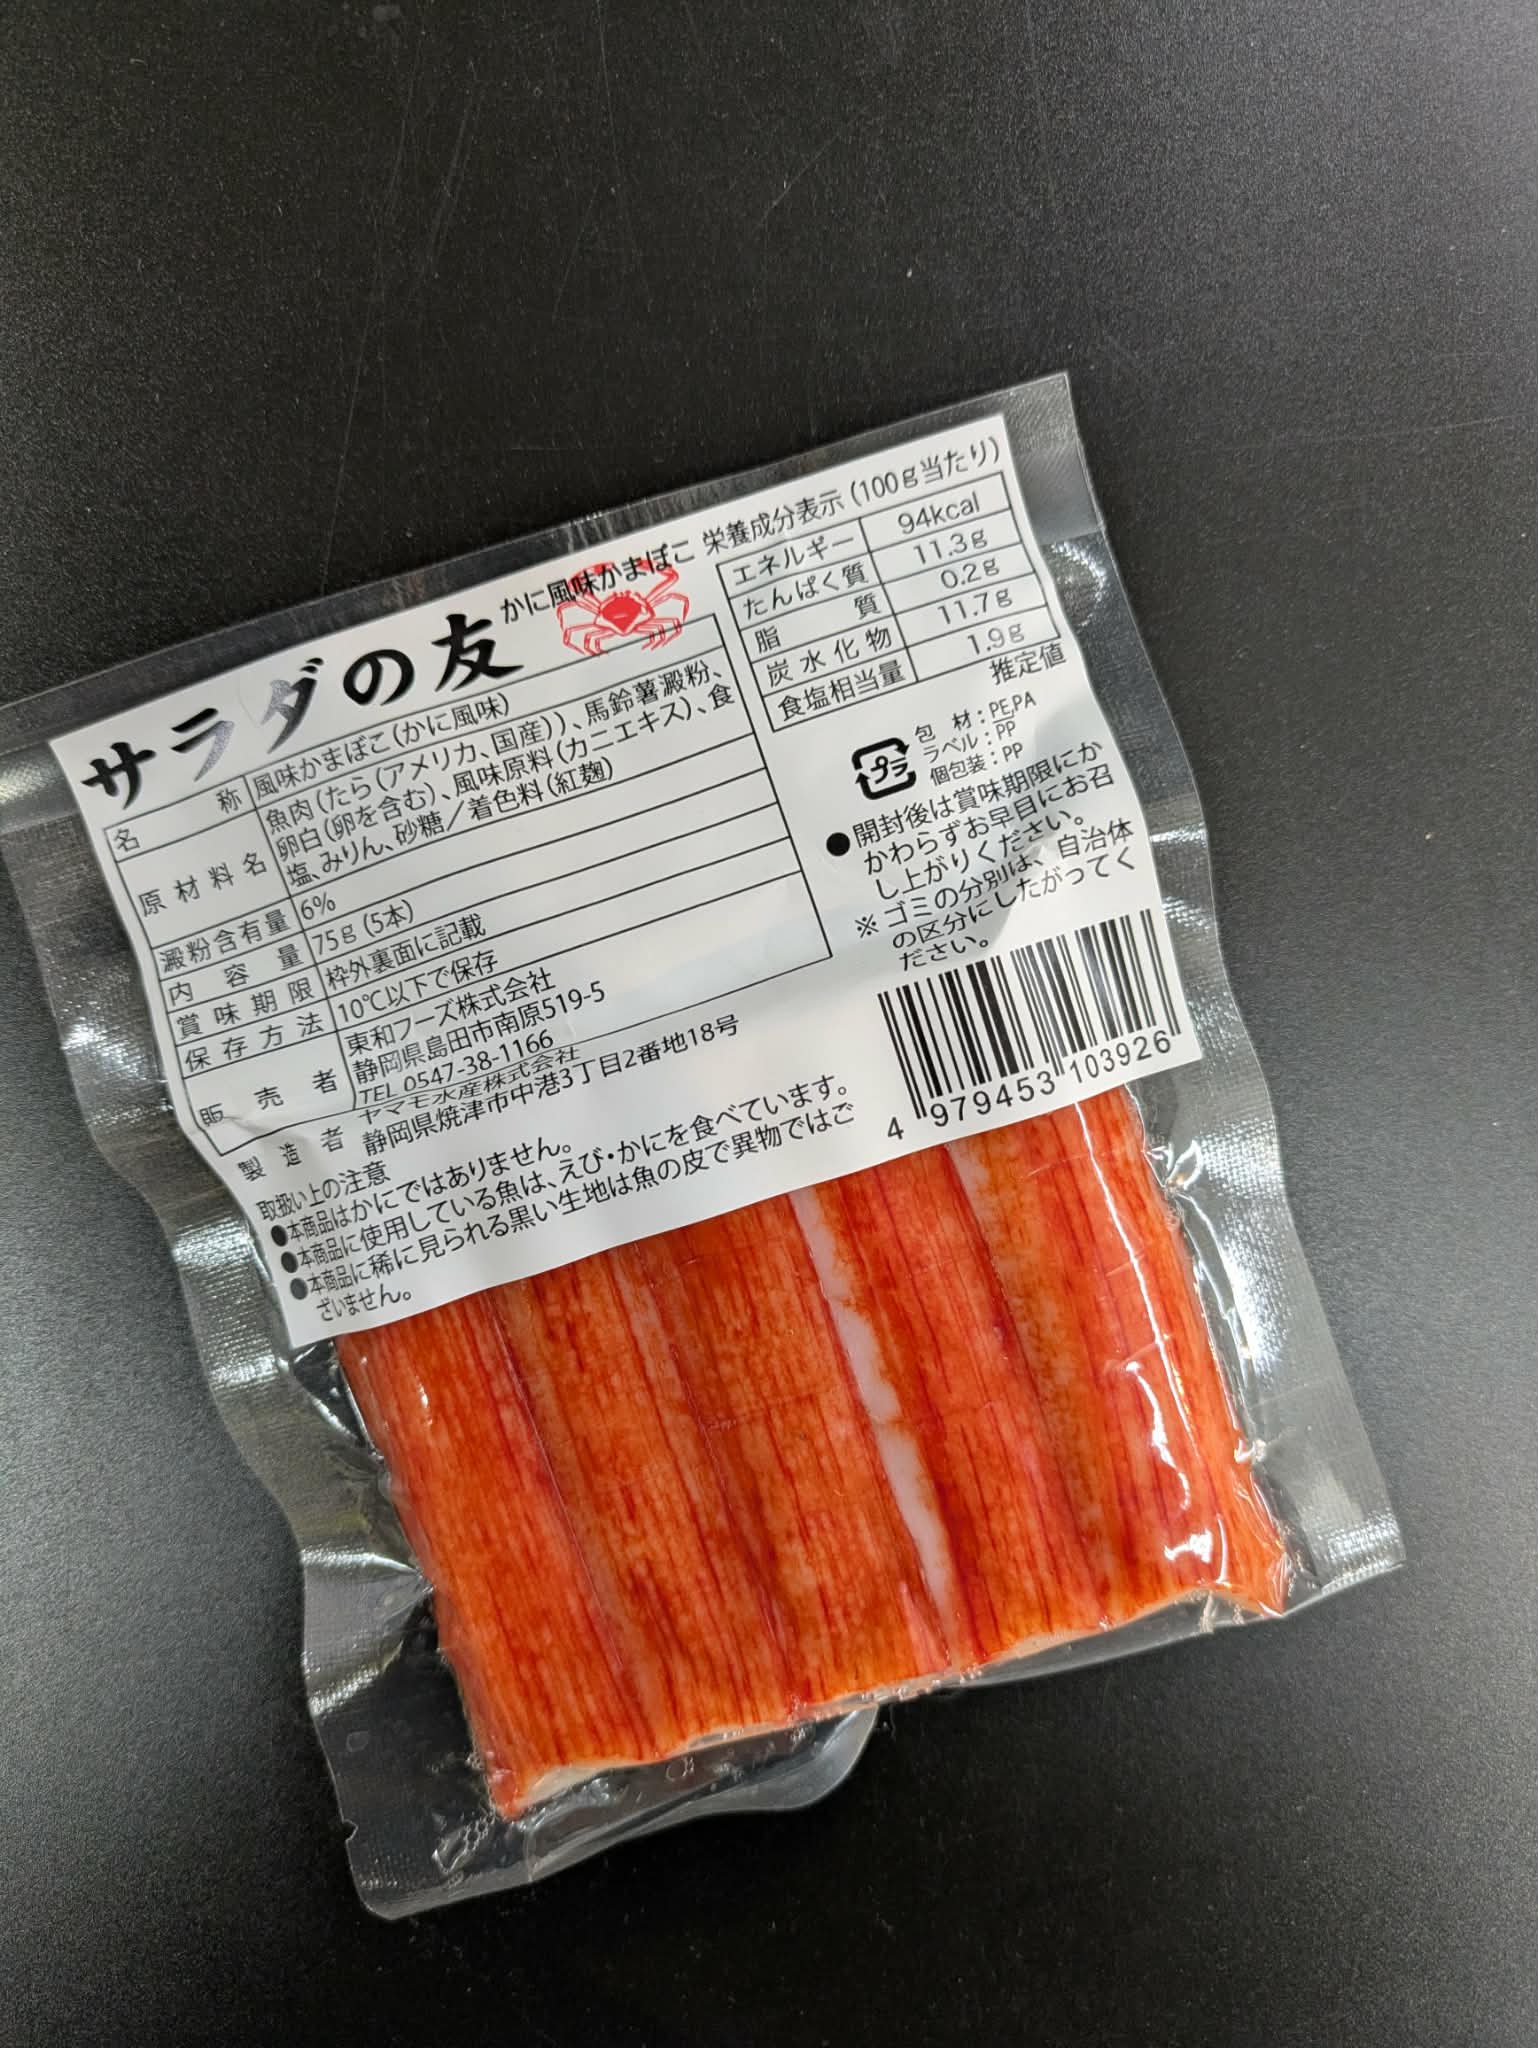 サラダの友
かに風味かまぼこ
名称 風味かまぼこ(かに風味)
原材料名 魚肉(たら(アメリカ、国産))、馬鈴薯澱粉、
卵白(卵を含む)、風味原料(カニエキス)、食
塩、みりん、砂糖／着色料(紅麹)
澱粉含有量 6%
内容量 75g(5本)
賞味期限 枠外裏面に記載
保存方法 10℃以下で保存
販売者 東和フーズ株式会社
静岡県島田市南原519-5
TEL 0547-38-1166
製造者 ヤマモ水産株式会社
静岡県焼津市中港3丁目2番地18号
取扱い上の注意
●本商品はかにではありません。
●本商品に使用している魚は、えび・かにを食べています。
●本商品に稀に見られる黒い生地は魚の皮で異物ではご
ざいません。
栄養成分表示(100g当たり)
エネルギー 94kcal
たんぱく質 11.3g
脂質 0.2g
炭水化物 11.7g
食塩相当量 1.9g
推定値
プラ
包材：PE,PA
ラベル：PP
個包装：PP
●開封後は賞味期限にか
かわらずお早目にお召
し上がりください。
※ゴミの分別は、自治体
の区分にしたがってく
ださい。
4 979453 103926